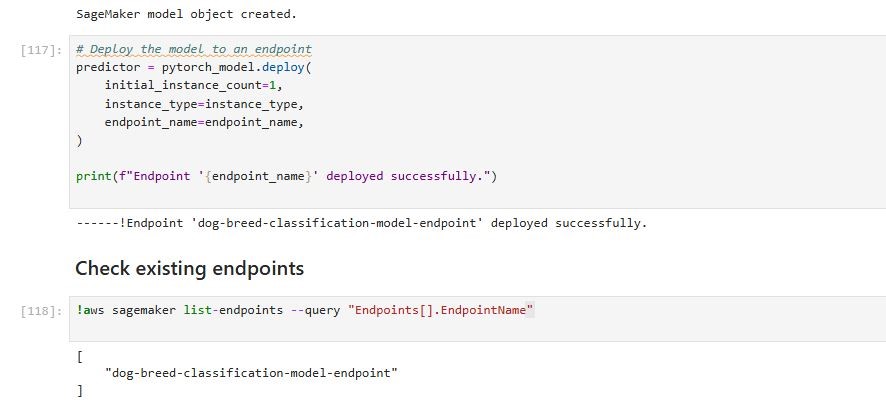 SageMaker model object created.
[117]:
# Deploy the model to an endpoint
predictor = pytorch_model.deploy(
    initial_instance_count=1,
    instance_type=instance_type,
    endpoint_name=endpoint_name,
)
print(f"Endpoint '{endpoint_name}' deployed successfully.")
------!Endpoint 'dog-breed-classification-model-endpoint' deployed successfully.
Check existing endpoints
[118]:
!aws sagemaker list-endpoints --query "Endpoints[].EndpointName"
[
    "dog-breed-classification-model-endpoint"
]